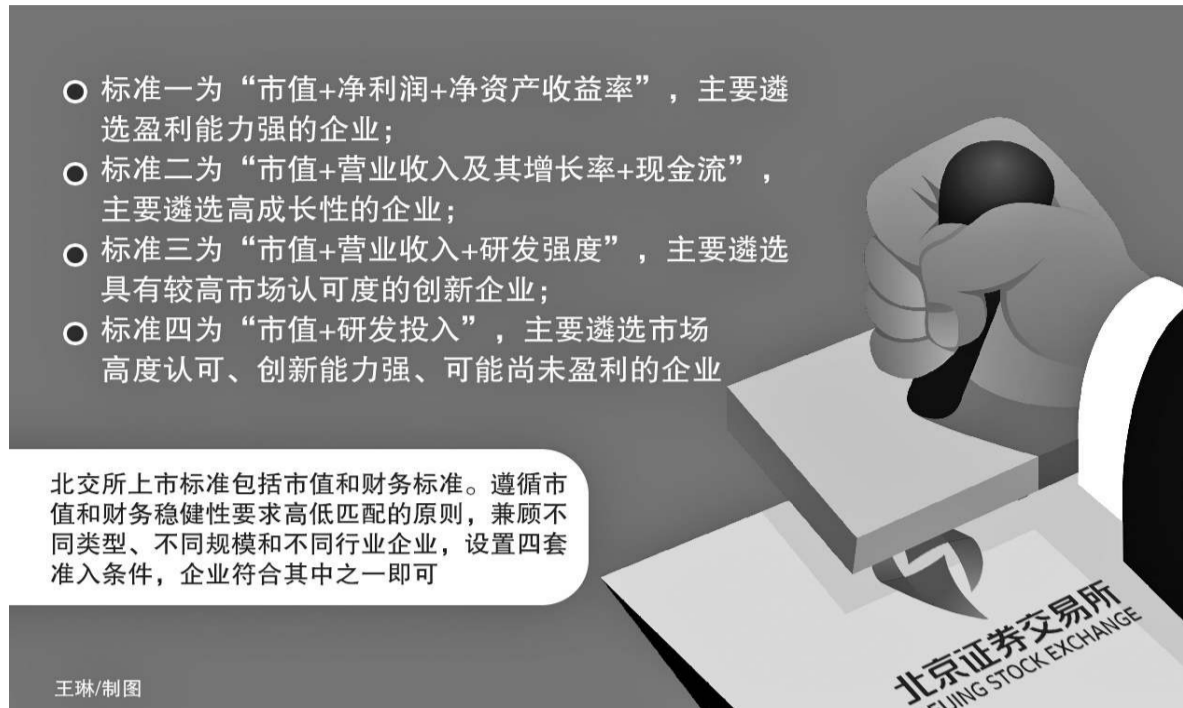 标准一为“市值+净利润+净资产收益率”，主要遴
选盈利能力强的企业；
标准二为“市值+营业收入及其增长率+现金流”，
主要遴选高成长性的企业；
标准三为“市值+营业收入+研发强度”，主要遴选
具有较高市场认可度的创新企业；
标准四为“市值+研发投入”，主要遴选市场
高度认可、创新能力强、可能尚未盈利的企业
北交所上市标准包括市值和财务标准。遵循市
值和财务稳健性要求高低匹配的原则，兼顾不
同类型、不同规模和不同行业企业，设置四套
准入条件，企业符合其中之一即可
北京证券交易所
STOCK EXCHANGE
王琳/制图